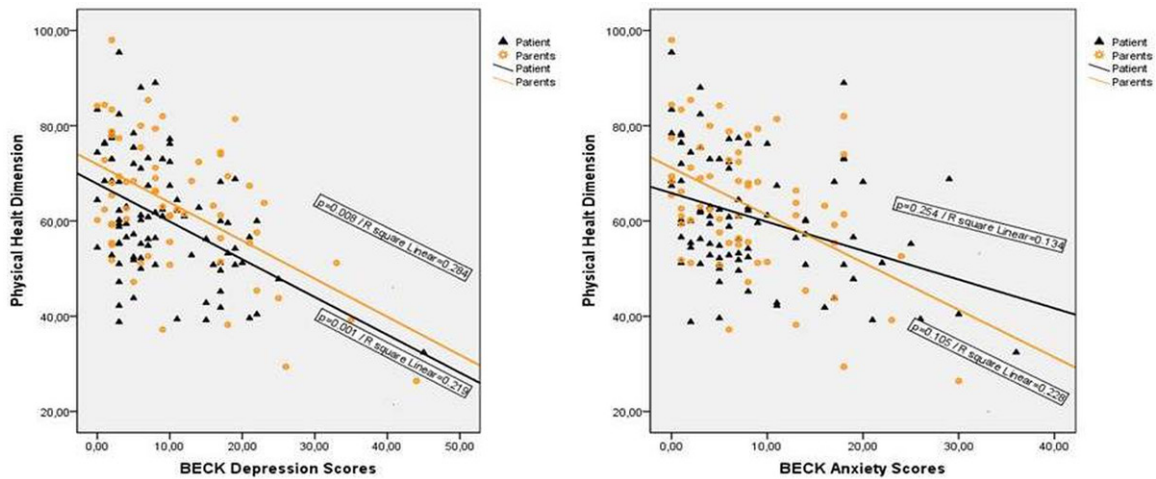 100,00
80,00
60,00
40,00
20,00
Physical Healt Dimension
0,00 10,00 20,00 30,00 40,00 50,00
BECK Depression Scores
p=0.008 / R square Linear=0.284
p=0.001 / R square Linear=0.219
Patient
Parents
Patient
Parents
100,00
80,00
60,00
40,00
20,00
Physical Healt Dimension
0,00 10,00 20,00 30,00 40,00
BECK Anxiety Scores
p=0.254 / R square Linear=0.134
p=0.105 / R square Linear=0.228
Patient
Parents
Patient
Parents